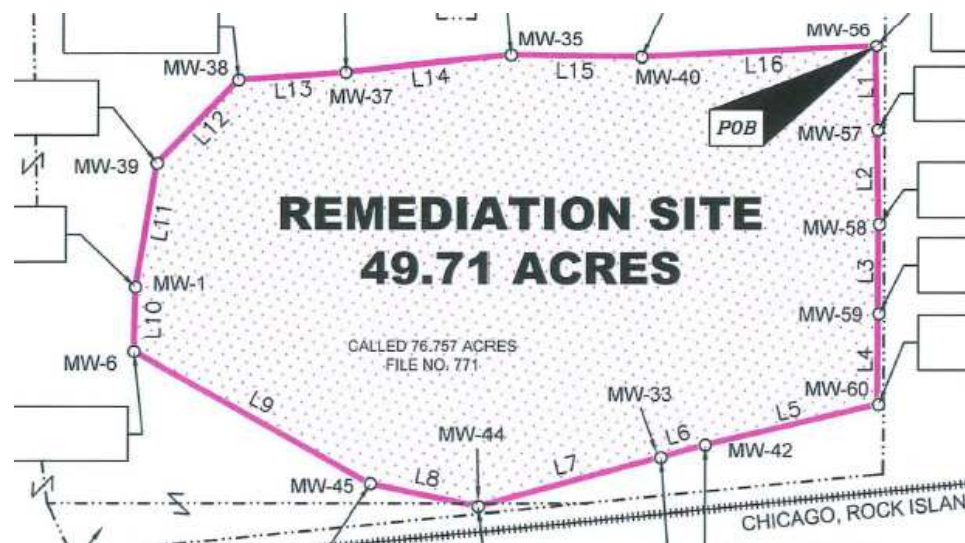 MW-56
MW-35
MW-38
L13
L14
L15
MW-40
L16
L1
MW-37
L12
POB
MW-57
MW-39
L2
REMEDIATION SITE
49.71 ACRES
L11
MW-58
L3
MW-1
L10
MW-59
CALLED 76.757 ACRES
FILE NO. 771
L4
MW-6
MW-33
MW-60
L9
L5
MW-44
L6
MW-42
L7
MW-45
L8
CHICAGO, ROCK ISLAN